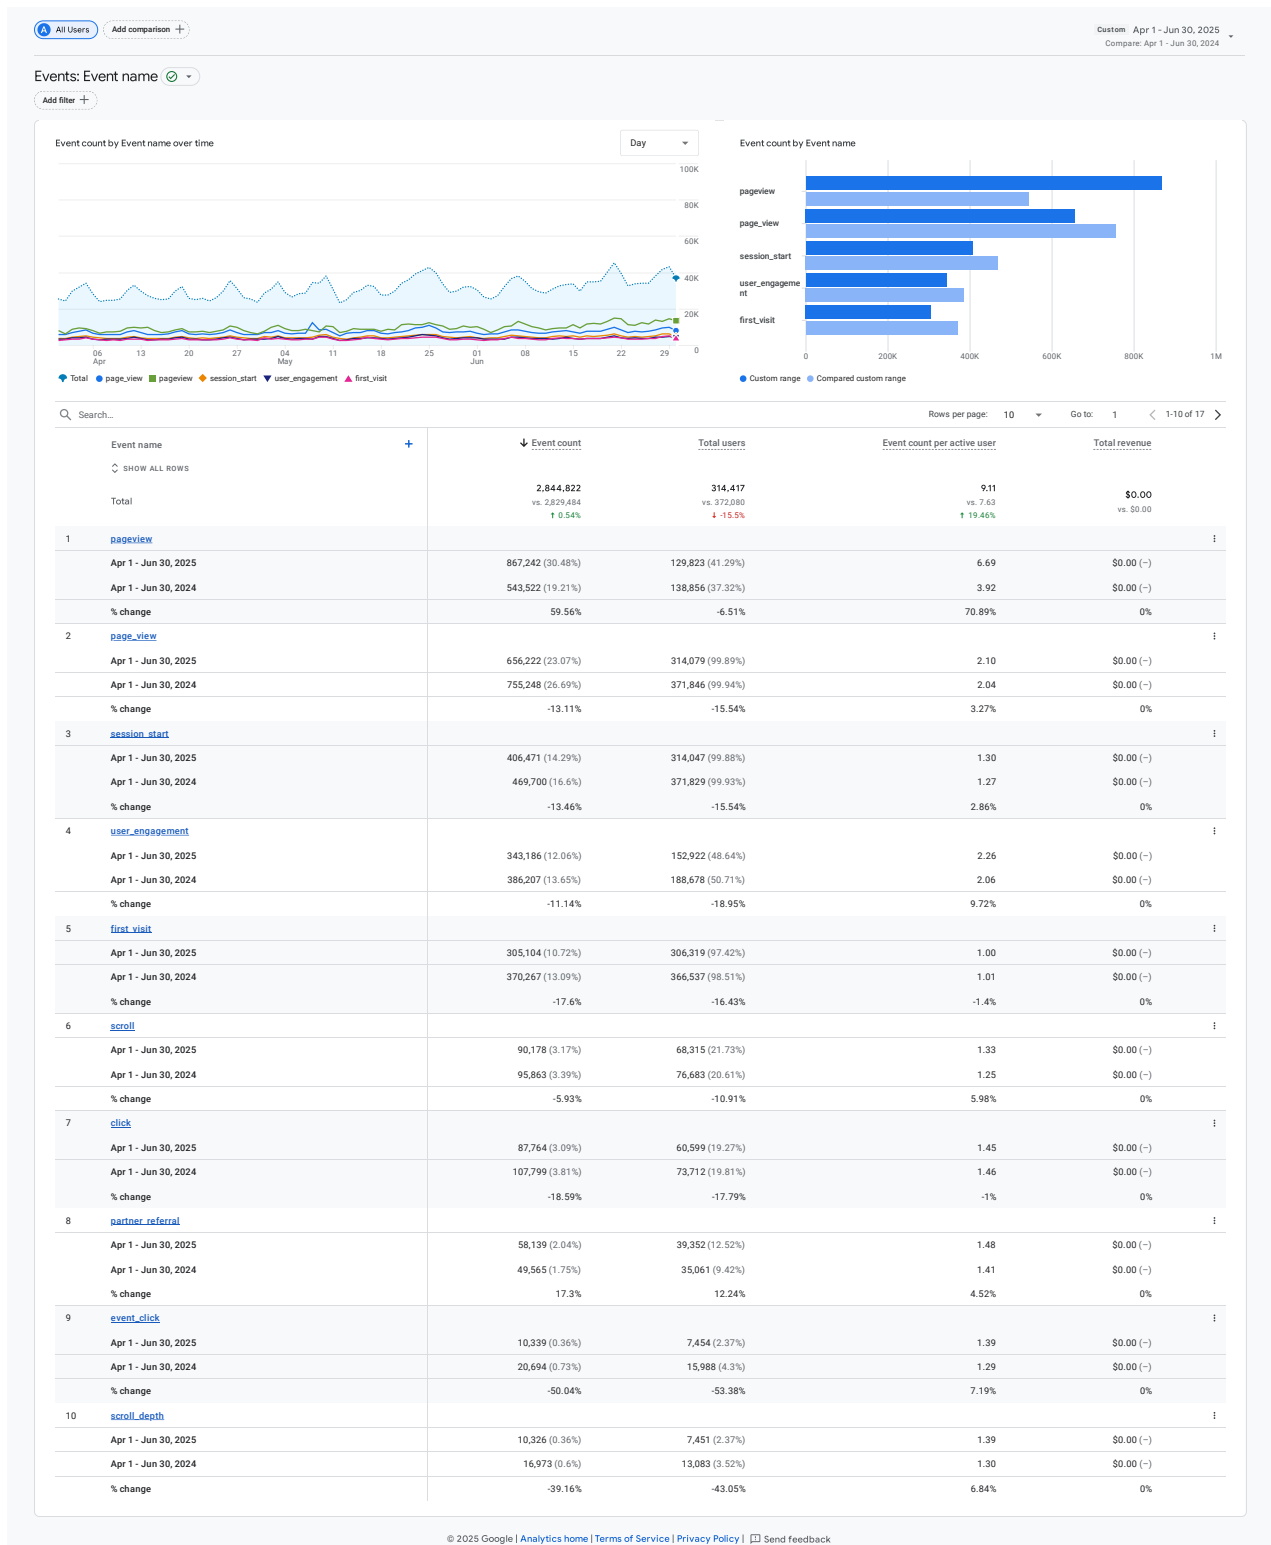 A All Users
Add comparison +
Custom Apr 1 - Jun 30, 2025
Compare: Apr 1 - Jun 30, 2024
Events: Event name
Add filter +
Event count by Event name over time
Day
100K
80K
60K
40K
20K
0
06 13 20 27 04 11 18 25 01 08 15 22 29
Apr May Jun
Total page_view pageview session_start user_engagement first_visit
Event count by Event name
pageview
page_view
session_start
user_engageme
nt
first_visit
0 200K 400K 600K 800K 1M
Custom range Compared custom range
Search...
Rows per page: 10 Go to: 1 1-10 of 17
Event name + Event count Total users Event count per active user Total revenue
SHOW ALL ROWS
Total
2,844,822 314,417 9.11 $0.00
vs. 2,829,484 vs. 372,080 vs. 7.63 vs. $0.00
↑ 0.54% ↓ -15.5% ↑ 19.46%
1 pageview
Apr 1 - Jun 30, 2025 867,242 (30.48%) 129,823 (41.29%) 6.69 $0.00 (–)
Apr 1 - Jun 30, 2024 543,522 (19.21%) 138,856 (37.32%) 3.92 $0.00 (–)
% change 59.56% -6.51% 70.89% 0%
2 page_view
Apr 1 - Jun 30, 2025 656,222 (23.07%) 314,079 (99.89%) 2.10 $0.00 (–)
Apr 1 - Jun 30, 2024 755,248 (26.69%) 371,846 (99.94%) 2.04 $0.00 (–)
% change -13.11% -15.54% 3.27% 0%
3 session_start
Apr 1 - Jun 30, 2025 406,471 (14.29%) 314,047 (99.88%) 1.30 $0.00 (–)
Apr 1 - Jun 30, 2024 469,700 (16.6%) 371,829 (99.93%) 1.27 $0.00 (–)
% change -13.46% -15.54% 2.86% 0%
4 user_engagement
Apr 1 - Jun 30, 2025 343,186 (12.06%) 152,922 (48.64%) 2.26 $0.00 (–)
Apr 1 - Jun 30, 2024 386,207 (13.65%) 188,678 (50.71%) 2.06 $0.00 (–)
% change -11.14% -18.95% 9.72% 0%
5 first_visit
Apr 1 - Jun 30, 2025 305,104 (10.72%) 306,319 (97.42%) 1.00 $0.00 (–)
Apr 1 - Jun 30, 2024 370,267 (13.09%) 366,537 (98.51%) 1.01 $0.00 (–)
% change -17.6% -16.43% -1.4% 0%
6 scroll
Apr 1 - Jun 30, 2025 90,178 (3.17%) 68,315 (21.73%) 1.33 $0.00 (–)
Apr 1 - Jun 30, 2024 95,863 (3.39%) 76,683 (20.61%) 1.25 $0.00 (–)
% change -5.93% -10.91% 5.98% 0%
7 click
Apr 1 - Jun 30, 2025 87,764 (3.09%) 60,599 (19.27%) 1.45 $0.00 (–)
Apr 1 - Jun 30, 2024 107,799 (3.81%) 73,712 (19.81%) 1.46 $0.00 (–)
% change -18.59% -17.79% -1% 0%
8 partner_referral
Apr 1 - Jun 30, 2025 58,139 (2.04%) 39,352 (12.52%) 1.48 $0.00 (–)
Apr 1 - Jun 30, 2024 49,565 (1.75%) 35,061 (9.42%) 1.41 $0.00 (–)
% change 17.3% 12.24% 4.52% 0%
9 event_click
Apr 1 - Jun 30, 2025 10,339 (0.36%) 7,454 (2.37%) 1.39 $0.00 (–)
Apr 1 - Jun 30, 2024 20,694 (0.73%) 15,988 (4.3%) 1.29 $0.00 (–)
% change -50.04% -53.38% 7.19% 0%
10 scroll_depth
Apr 1 - Jun 30, 2025 10,326 (0.36%) 7,451 (2.37%) 1.39 $0.00 (–)
Apr 1 - Jun 30, 2024 16,973 (0.6%) 13,083 (3.52%) 1.30 $0.00 (–)
% change -39.16% -43.05% 6.84% 0%
© 2025 Google | Analytics home | Terms of Service | Privacy Policy | Send feedback